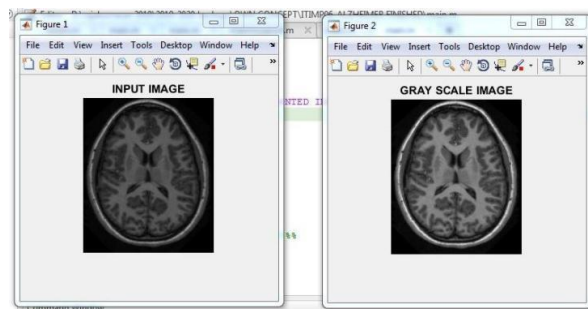 Figure 1
File Edit View Insert Tools Desktop Window Help
INPUT IMAGE
Figure 2
File Edit View Insert Tools Desktop Window Help
GRAY SCALE IMAGE